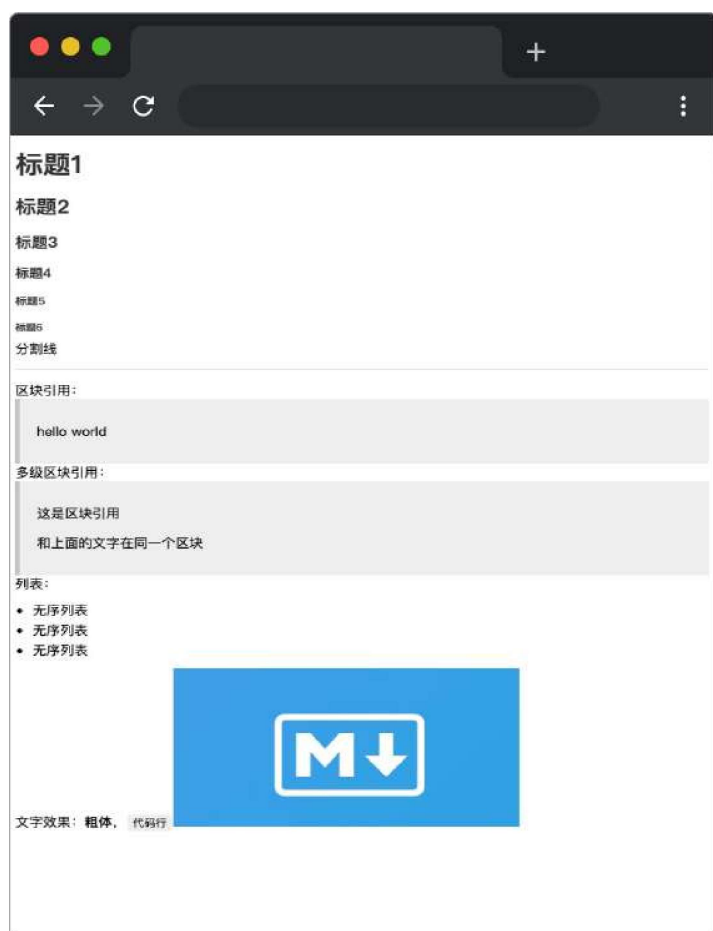 标题1
标题2
标题3
标题4
标题5
标题6
分割线
区块引用：
hello world
多级区块引用：
这是区块引用
和上面的文字在同一个区块
列表：
• 无序列表
• 无序列表
• 无序列表
M
文字效果：粗体， 代码行